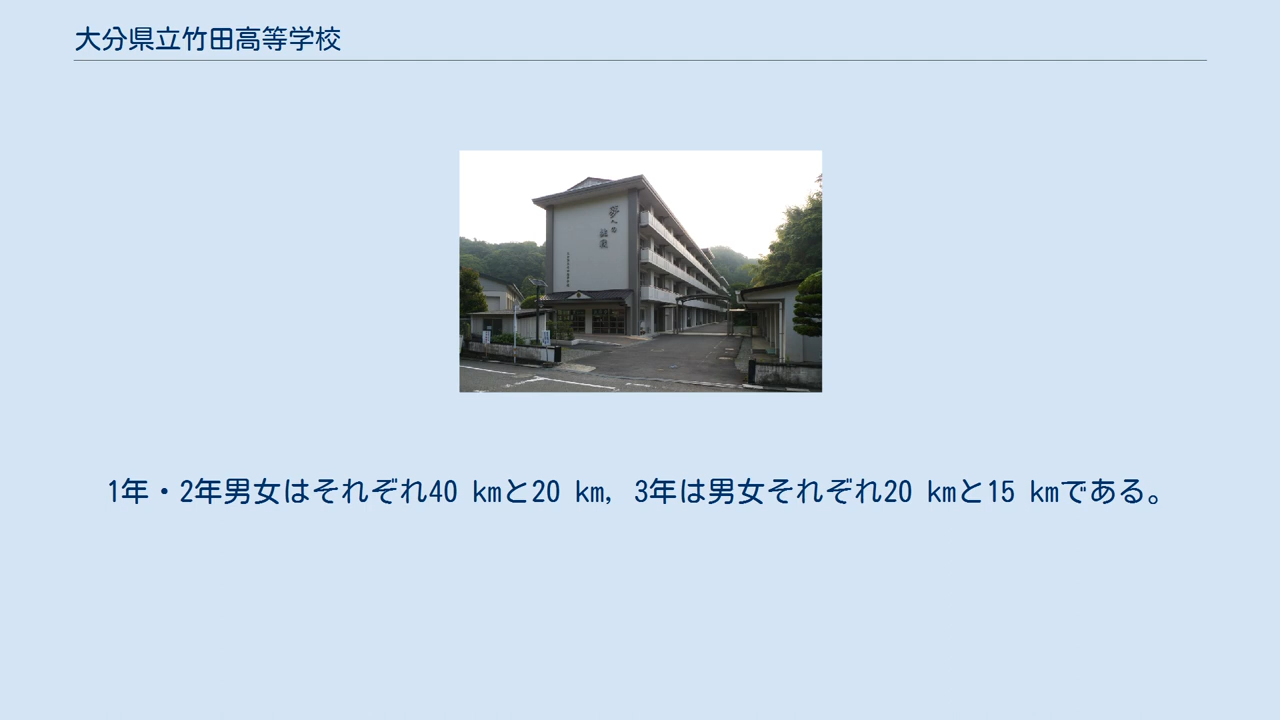 大分県立竹田高等学校
1年・2年男女はそれぞれ40 kmと20 km, 3年は男女それぞれ20 kmと15 kmである。